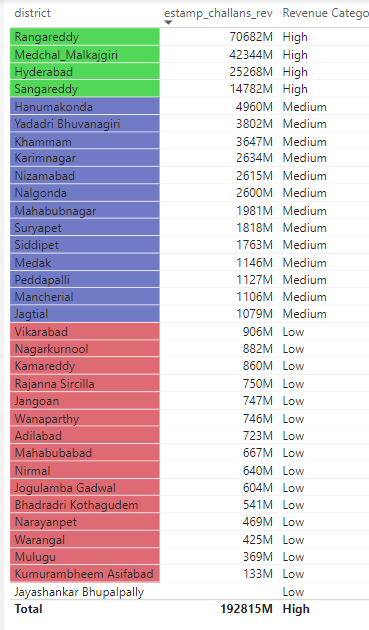 district estamp_challans_rev Revenue Catego
Rangareddy 70682M High
Medchal_Malkajgiri 42344M High
Hyderabad 25268M High
Sangareddy 14782M High
Hanumakonda 4960M Medium
Yadadri Bhuvanagiri 3802M Medium
Khammam 3647M Medium
Karimnagar 2634M Medium
Nizamabad 2615M Medium
Nalgonda 2600M Medium
Mahabubnagar 1981M Medium
Suryapet 1818M Medium
Siddipet 1763M Medium
Medak 1146M Medium
Peddapalli 1127M Medium
Mancherial 1106M Medium
Jagtial 1079M Medium
Vikarabad 906M Low
Nagarkurnool 882M Low
Kamareddy 860M Low
Rajanna Sircilla 750M Low
Jangoan 747M Low
Wanaparthy 746M Low
Adilabad 723M Low
Mahabubabad 667M Low
Nirmal 640M Low
Jogulamba Gadwal 604M Low
Bhadradri Kothagudem 541M Low
Narayanpet 469M Low
Warangal 425M Low
Mulugu 369M Low
Kumurambheem Asifabad 133M Low
Jayashankar Bhupalpally Low
Total 192815M High